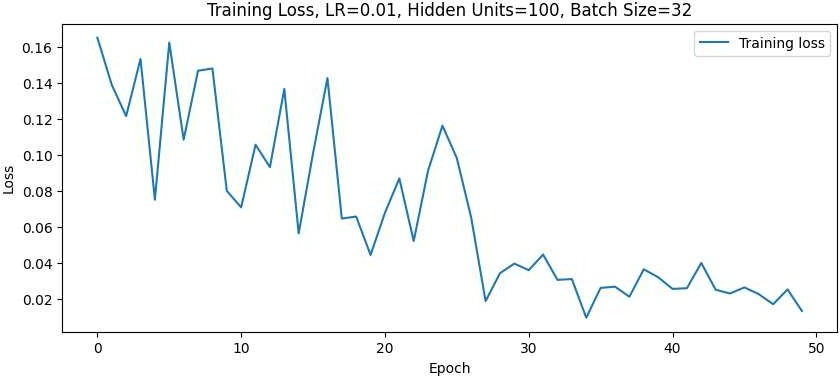 Training Loss, LR=0.01, Hidden Units=100, Batch Size=32
Training loss
0.16
0.14
0.12
0.10
0.08
0.06
0.04
0.02
Loss
0 10 20 30 40 50
Epoch